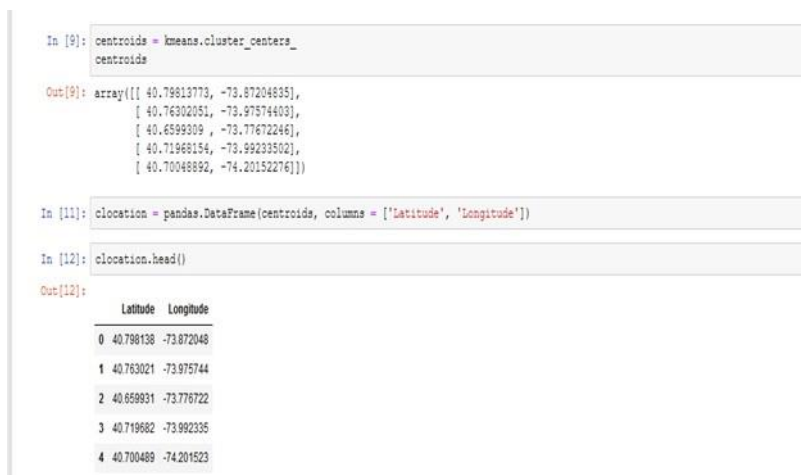 In [9]: centroids = kmeans.cluster_centers_
centroids
Out[9]: array([[ 40.79813773, -73.87204835],
[ 40.76302051, -73.97574403],
[ 40.6599309 , -73.77672246],
[ 40.71968154, -73.99233502],
[ 40.70048892, -74.20152276]])
In [11]: clocation = pandas.DataFrame(centroids, columns = ['Latitude', 'Longitude'])
In [12]: clocation.head()
Out[12]:
Latitude Longitude
0 40.798138 -73.872048
1 40.763021 -73.975744
2 40.659931 -73.776722
3 40.719682 -73.992335
4 40.700489 -74.201523